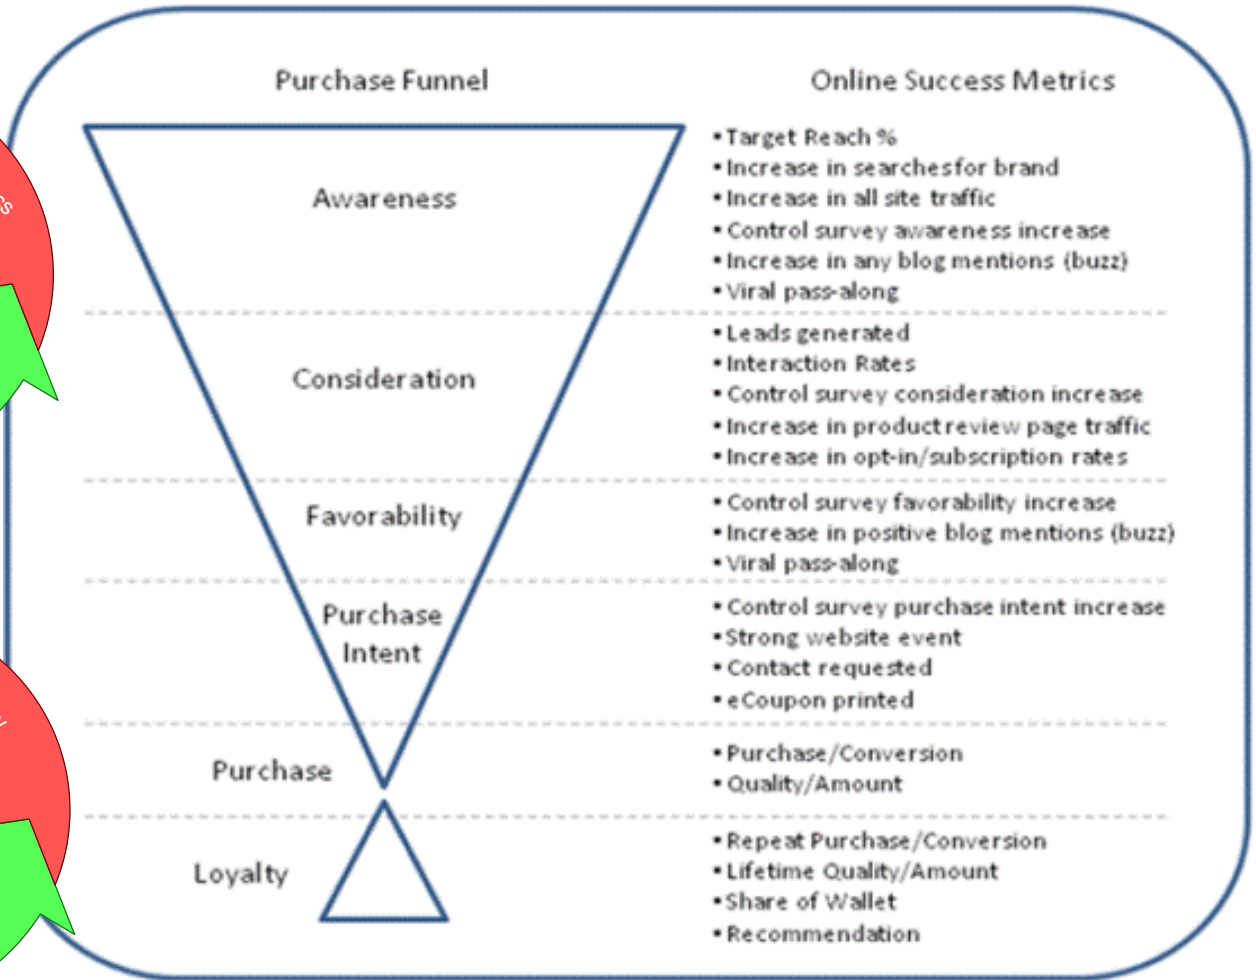 Purchase Funnel
Online Success Metrics
Awareness
▪Target Reach %
▪Increase in searches for brand
▪Increase in all site traffic
▪Control survey awareness increase
▪Increase in any blog mentions (buzz)
▪Viral pass-along
Consideration
▪Leads generated
▪Interaction Rates
▪Control survey consideration increase
▪Increase in product review page traffic
▪Increase in opt-in/subscription rates
Favorability
▪Control survey favorability increase
▪Increase in positive blog mentions (buzz)
▪Viral pass-along
Purchase
Intent
▪Control survey purchase intent increase
▪Strong website event
▪Contact requested
▪eCoupon printed
Purchase
▪Purchase/Conversion
▪Quality/Amount
Loyalty
▪Repeat Purchase/Conversion
▪Lifetime Quality/Amount
▪Share of Wallet
▪Recommendation